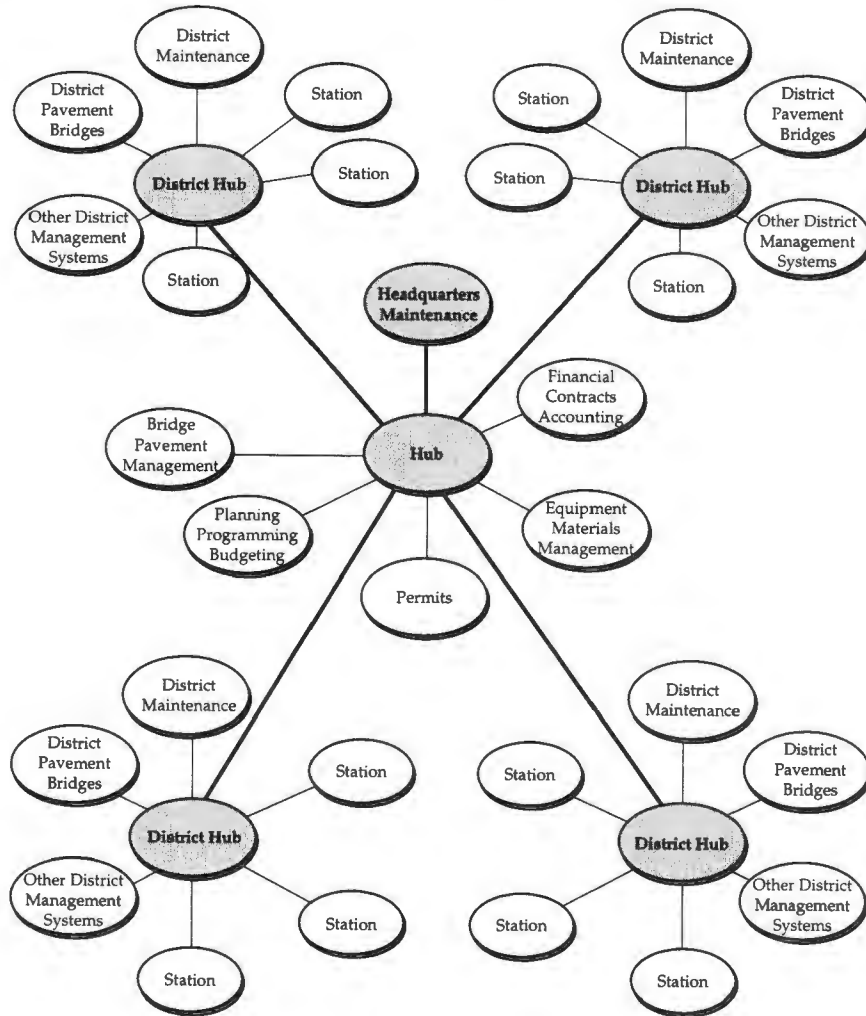 District
Maintenance
District
Pavement
Bridges
Station
Station
District Hub
Other District
Management
Systems
Station
District
Maintenance
Station
District
Pavement
Bridges
Station
District Hub
Other District
Management
Systems
Station
Headquarters
Maintenance
Financial
Contracts
Accounting
Bridge
Pavement
Management
Hub
Planning
Programming
Budgeting
Equipment
Materials
Management
Permits
District
Maintenance
District
Pavement
Bridges
Station
District Hub
Other District
Management
Systems
Station
Station
District
Maintenance
District
Pavement
Bridges
Station
District Hub
Other District
Management
Systems
Station
Station